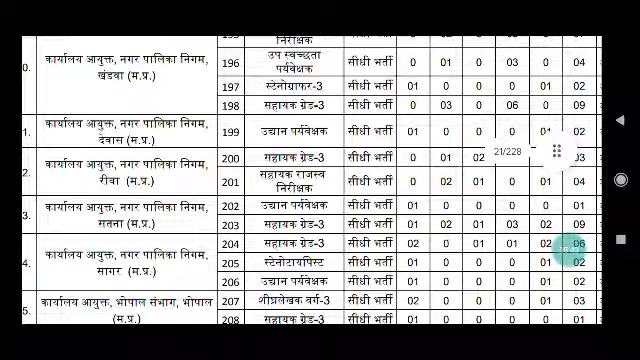 निरीक्षक
0. कार्यालय आयुक्त, नगर पालिका निगम, खंडवा (म.प्र.)
196 उप स्वच्छता पर्यवेक्षक सीधी भर्ती 0 01 0 03 0 04
197 स्टेनोग्राफर-3 सीधी भर्ती 01 0 0 0 01 02
198 सहायक ग्रेड-3 सीधी भर्ती 0 03 0 06 0 09
1. कार्यालय आयुक्त, नगर पालिका निगम, देवास (म.प्र.)
199 उद्यान पर्यवेक्षक सीधी भर्ती 01 0 0 0 01 02
21/228
2. कार्यालय आयुक्त, नगर पालिका निगम, रीवा (म.प्र.)
200 सहायक ग्रेड-3 सीधी भर्ती 0 01 02 03
201 सहायक राजस्व निरीक्षक सीधी भर्ती 0 02 01 0 01 04
3. कार्यालय आयुक्त, नगर पालिका निगम, सतना (म.प्र.)
202 उद्यान पर्यवेक्षक सीधी भर्ती 01 0 0 0 0 01
203 सहायक ग्रेड-3 सीधी भर्ती 01 02 01 03 02 09
4. कार्यालय आयुक्त, नगर पालिका निगम, सागर (म.प्र.)
204 सहायक ग्रेड-3 सीधी भर्ती 02 0 01 01 02 06
205 स्टेनोटायपिस्ट सीधी भर्ती 01 0 0 0 01 02
206 उद्यान पर्यवेक्षक सीधी भर्ती 01 0 0 0 01 02
5. कार्यालय आयुक्त, भोपाल संभाग, भोपाल (म.प्र.)
207 शीघ्रलेखक वर्ग-3 सीधी भर्ती 02 0 0 0 01 03
208 सहायक ग्रेड-3 सीधी भर्ती 01 0 0 0 0 01